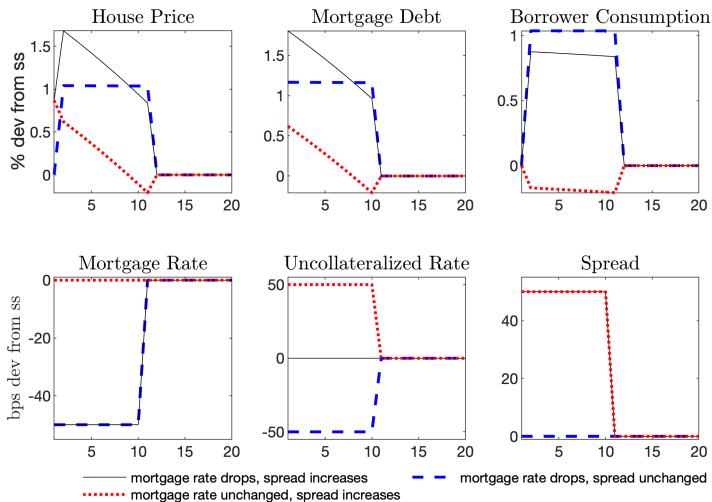 House Price
Mortgage Debt
Borrower Consumption
% dev from ss
1.5
1
0.5
0
5 10 15 20
1.5
1
0.5
0
5 10 15 20
1
0.5
0
5 10 15 20
Mortgage Rate
Uncollateralized Rate
Spread
bps dev from ss
0
-20
-40
5 10 15 20
50
0
-50
5 10 15 20
40
20
0
5 10 15 20
mortgage rate drops, spread increases
mortgage rate drops, spread unchanged
mortgage rate unchanged, spread increases